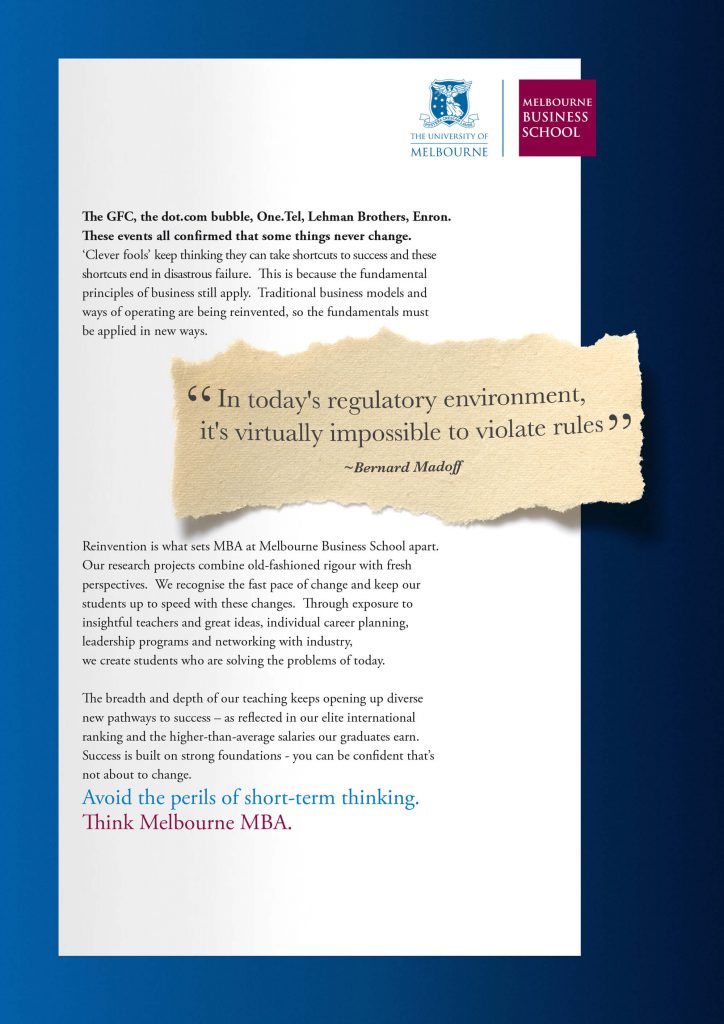 THE UNIVERSITY OF
MELBOURNE
MELBOURNE
BUSINESS
SCHOOL
The GFC, the dot.com bubble, One.Tel, Lehman Brothers, Enron.
These events all confirmed that some things never change.
‘Clever fools’ keep thinking they can take shortcuts to success and these
shortcuts end in disastrous failure.  This is because the fundamental
principles of business still apply.  Traditional business models and
ways of operating are being reinvented, so the fundamentals must
be applied in new ways.
“In today's regulatory environment,
it's virtually impossible to violate rules”
~Bernard Madoff
Reinvention is what sets MBA at Melbourne Business School apart.
Our research projects combine old-fashioned rigour with fresh
perspectives.  We recognise the fast pace of change and keep our
students up to speed with these changes.  Through exposure to
insightful teachers and great ideas, individual career planning,
leadership programs and networking with industry,
we create students who are solving the problems of today.
The breadth and depth of our teaching keeps opening up diverse
new pathways to success – as reflected in our elite international
ranking and the higher-than-average salaries our graduates earn.
Success is built on strong foundations - you can be confident that’s
not about to change.
Avoid the perils of short-term thinking.
Think Melbourne MBA.